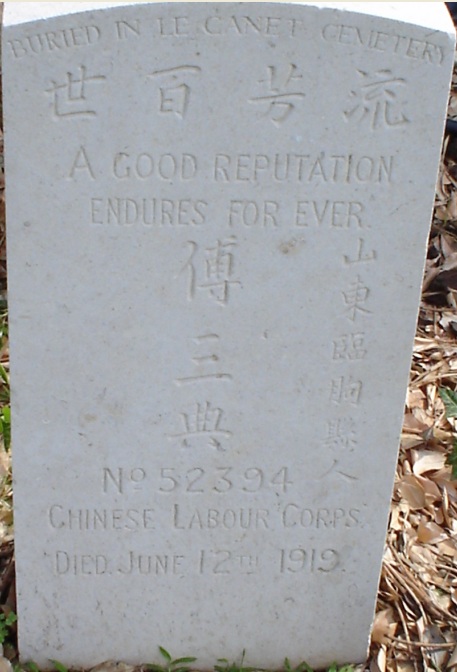 BURIED IN LE CANET CEMETERY
世百芳流
A GOOD REPUTATION
ENDURES FOR EVER
山東臨朐縣人
傅三典
No 52394
CHINESE LABOUR CORPS.
DIED JUNE 12TH 1919.